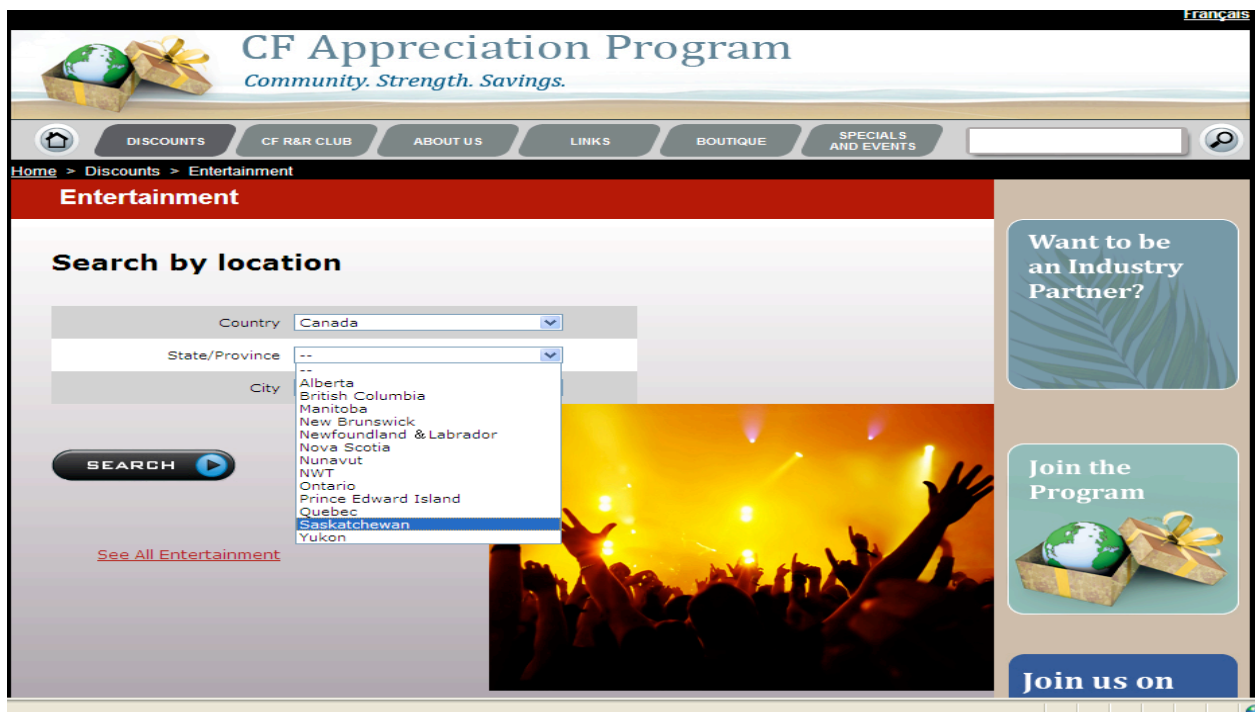 Français
CF Appreciation Program
Community. Strength. Savings.
DISCOUNTS
CF R&R CLUB
ABOUT US
LINKS
BOUTIQUE
SPECIALS
AND EVENTS
Home > Discounts > Entertainment
Entertainment
Search by location
Country Canada
State/Province --
City
--
Alberta
British Columbia
Manitoba
New Brunswick
Newfoundland & Labrador
Nova Scotia
Nunavut
NWT
Ontario
Prince Edward Island
Quebec
Saskatchewan
Yukon
SEARCH
See All Entertainment
Want to be
an Industry
Partner?
Join the
Program
Join us on